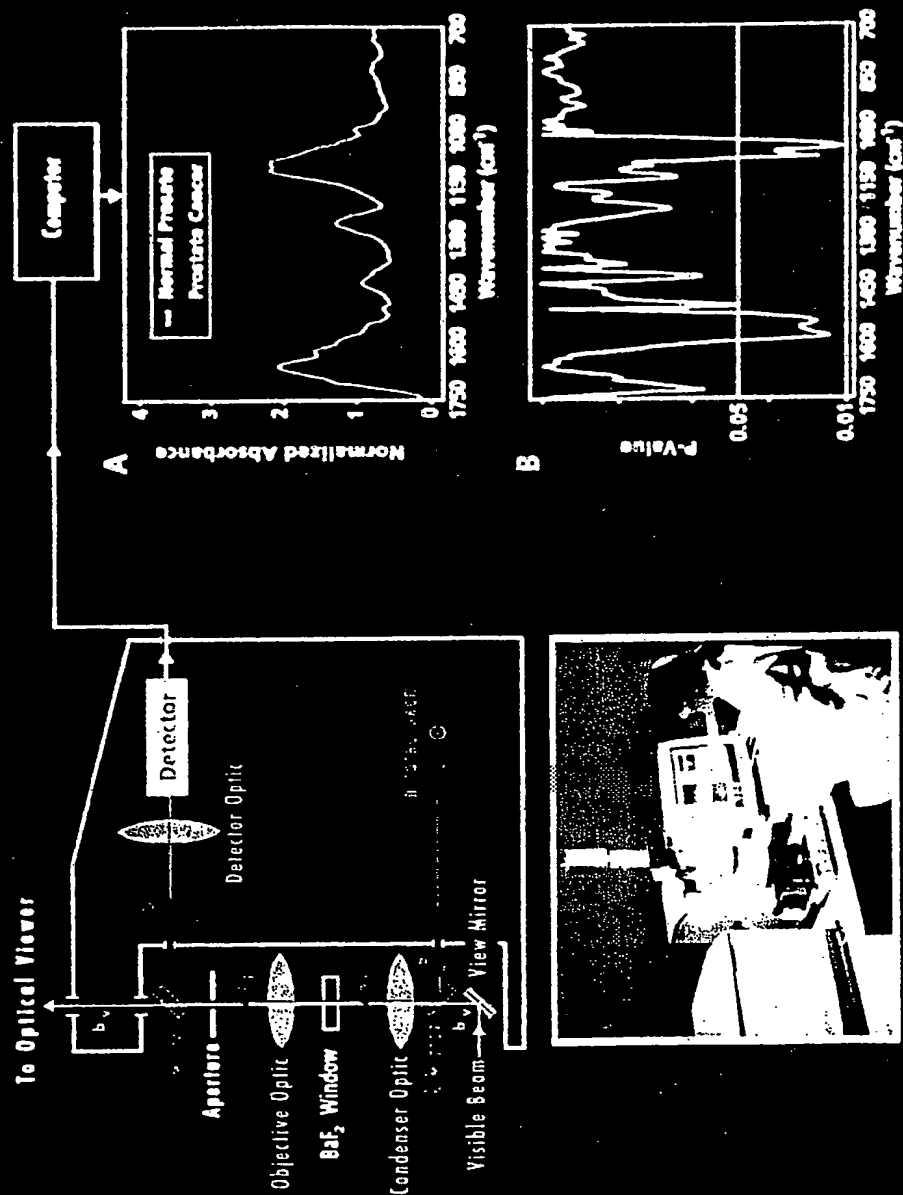 To Optical Viewer
b
v
Aperture
Objective Optic
BaF₂ Window
Condenser Optic
b
v
Visible Beam
View Mirror
Detector
Detector Optic
Computer
A
Normalized Absorbance
4
3
2
1
0
Normal Prostate
Prostate Cancer
1750 1600 1450 1300 1150 1000 850 700
Wavenumber (cm⁻¹)
B
P-Value
0.05
0.01
1750 1600 1450 1300 1150 1000 850 700
Wavenumber (cm⁻¹)